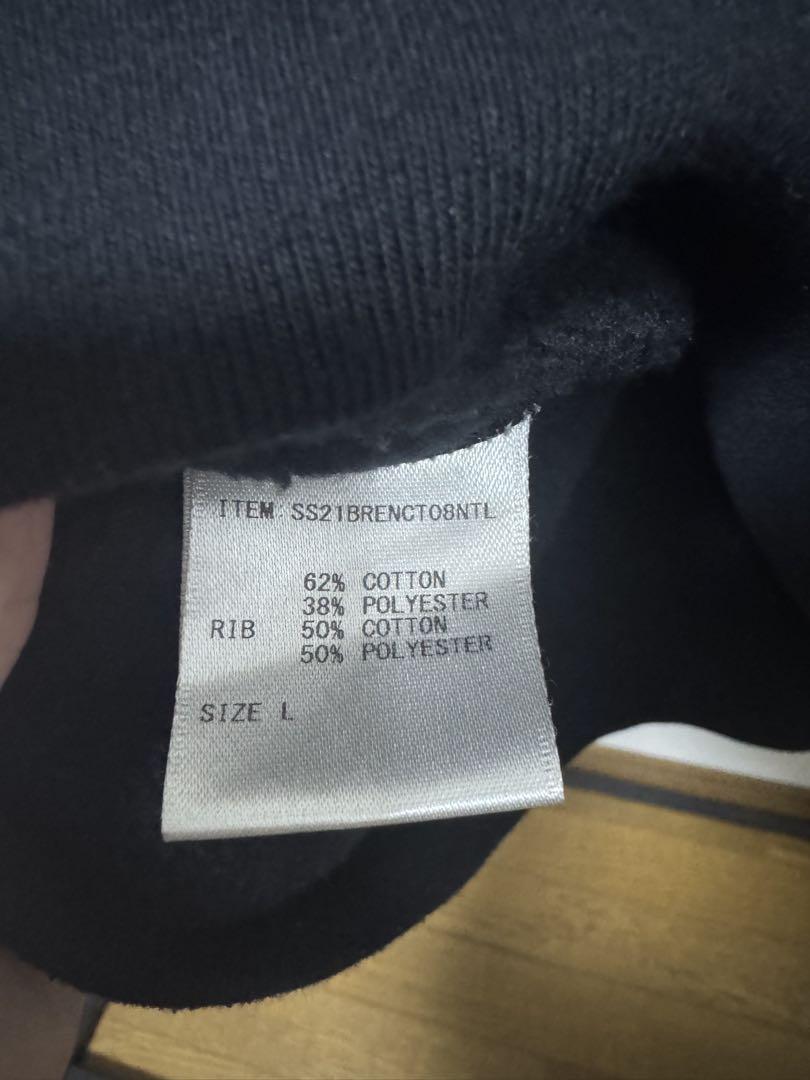 ITEM SS21BRENCT08NTL
62% COTTON
38% POLYESTER
RIB 50% COTTON
50% POLYESTER
SIZE L